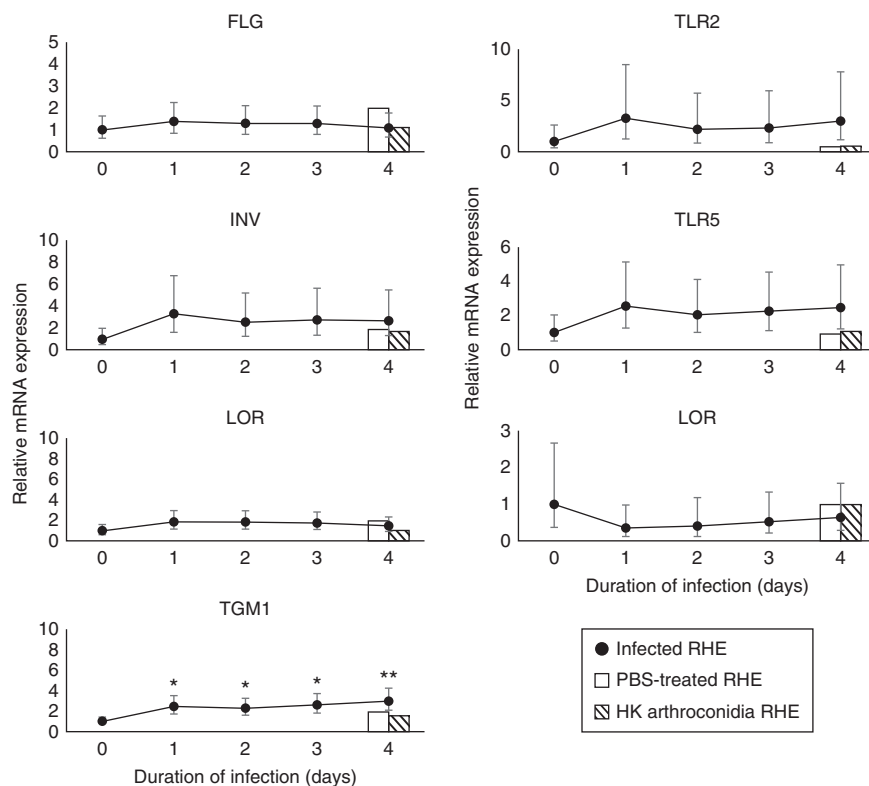 FLG
5
4
3
2
1
0
0 1 2 3 4
INV
10
8
6
4
2
0
0 1 2 3 4
LOR
10
8
6
4
2
0
0 1 2 3 4
TGM1
10
8
6
4
2
0
* * * **
0 1 2 3 4
Duration of infection (days)
Relative mRNA expression
TLR2
10
5
0
0 1 2 3 4
TLR5
6
4
2
0
0 1 2 3 4
LOR
3
2
1
0
0 1 2 3 4
Duration of infection (days)
Relative mRNA expression
Infected RHE
PBS-treated RHE
HK arthroconidia RHE